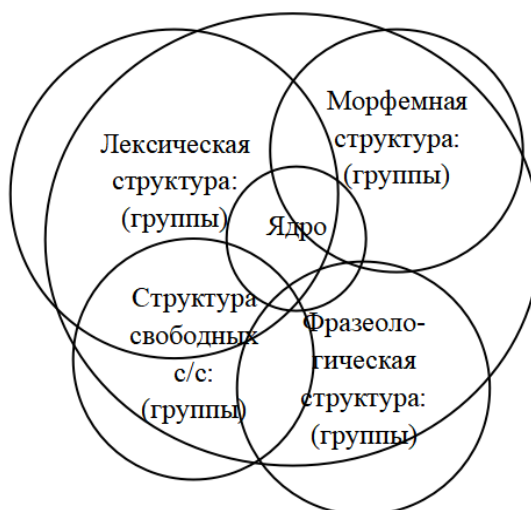 Лексическая
структура:
(группы)
Морфемная
структура:
(группы)
Ядро
Структура
свободных
с/с:
(группы)
Фразеоло-
гическая
структура:
(группы)